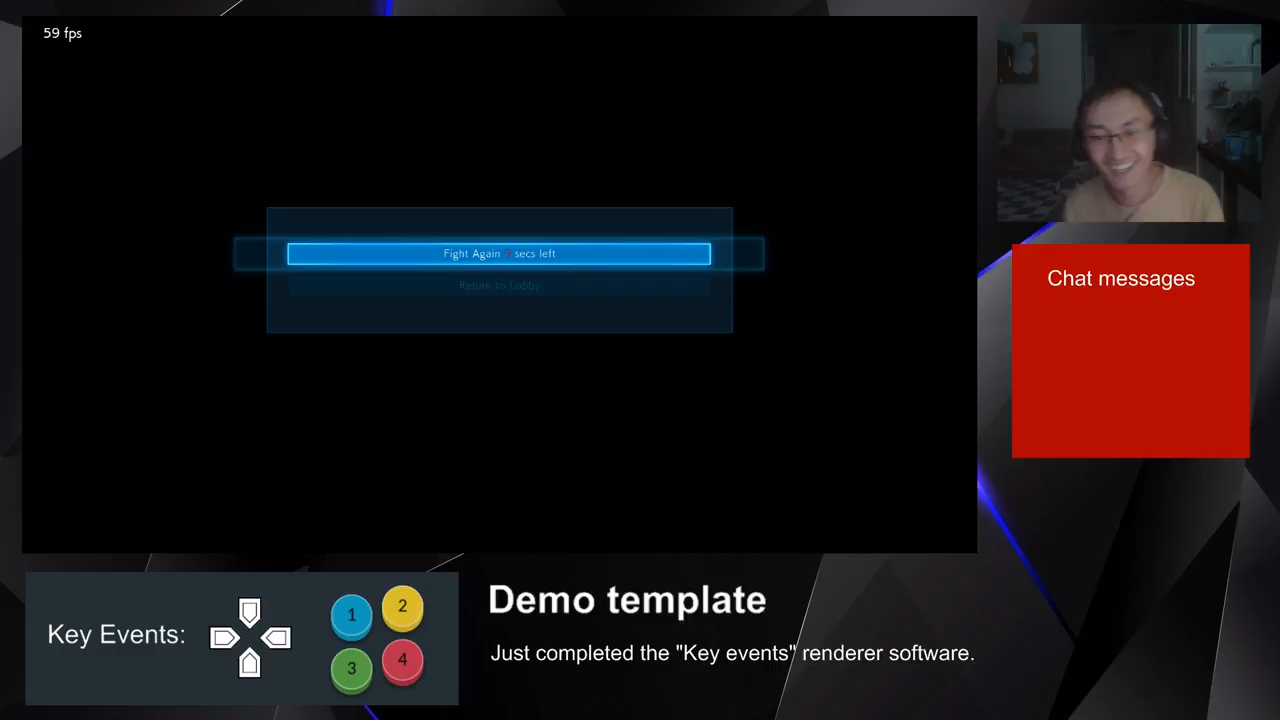 59 fps
Fight Again secs left
Return to Lobby
Chat messages
Key Events:
1
2
3
4
Demo template
Just completed the "Key events" renderer software.